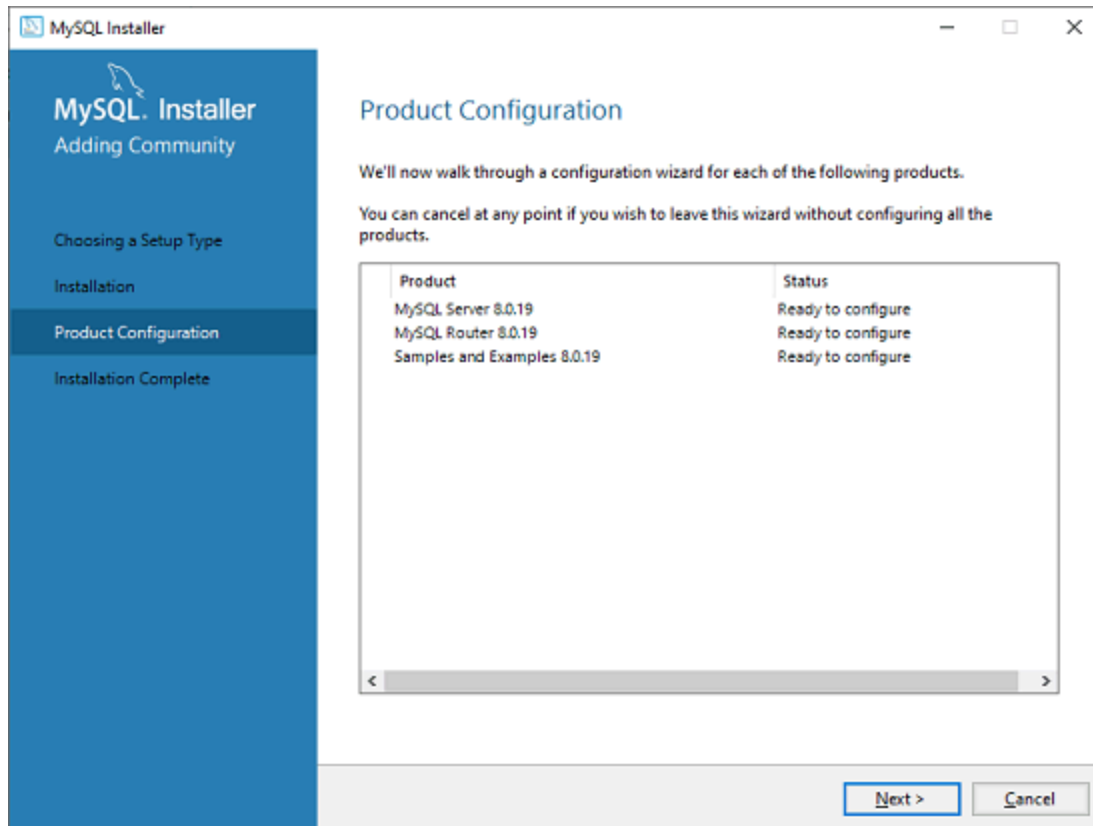 MySQL Installer
MySQL. Installer
Adding Community
Choosing a Setup Type
Installation
Product Configuration
Installation Complete
Product Configuration
We'll now walk through a configuration wizard for each of the following products.
You can cancel at any point if you wish to leave this wizard without configuring all the
products.
Product Status
MySQL Server 8.0.19 Ready to configure
MySQL Router 8.0.19 Ready to configure
Samples and Examples 8.0.19 Ready to configure
Next > Cancel